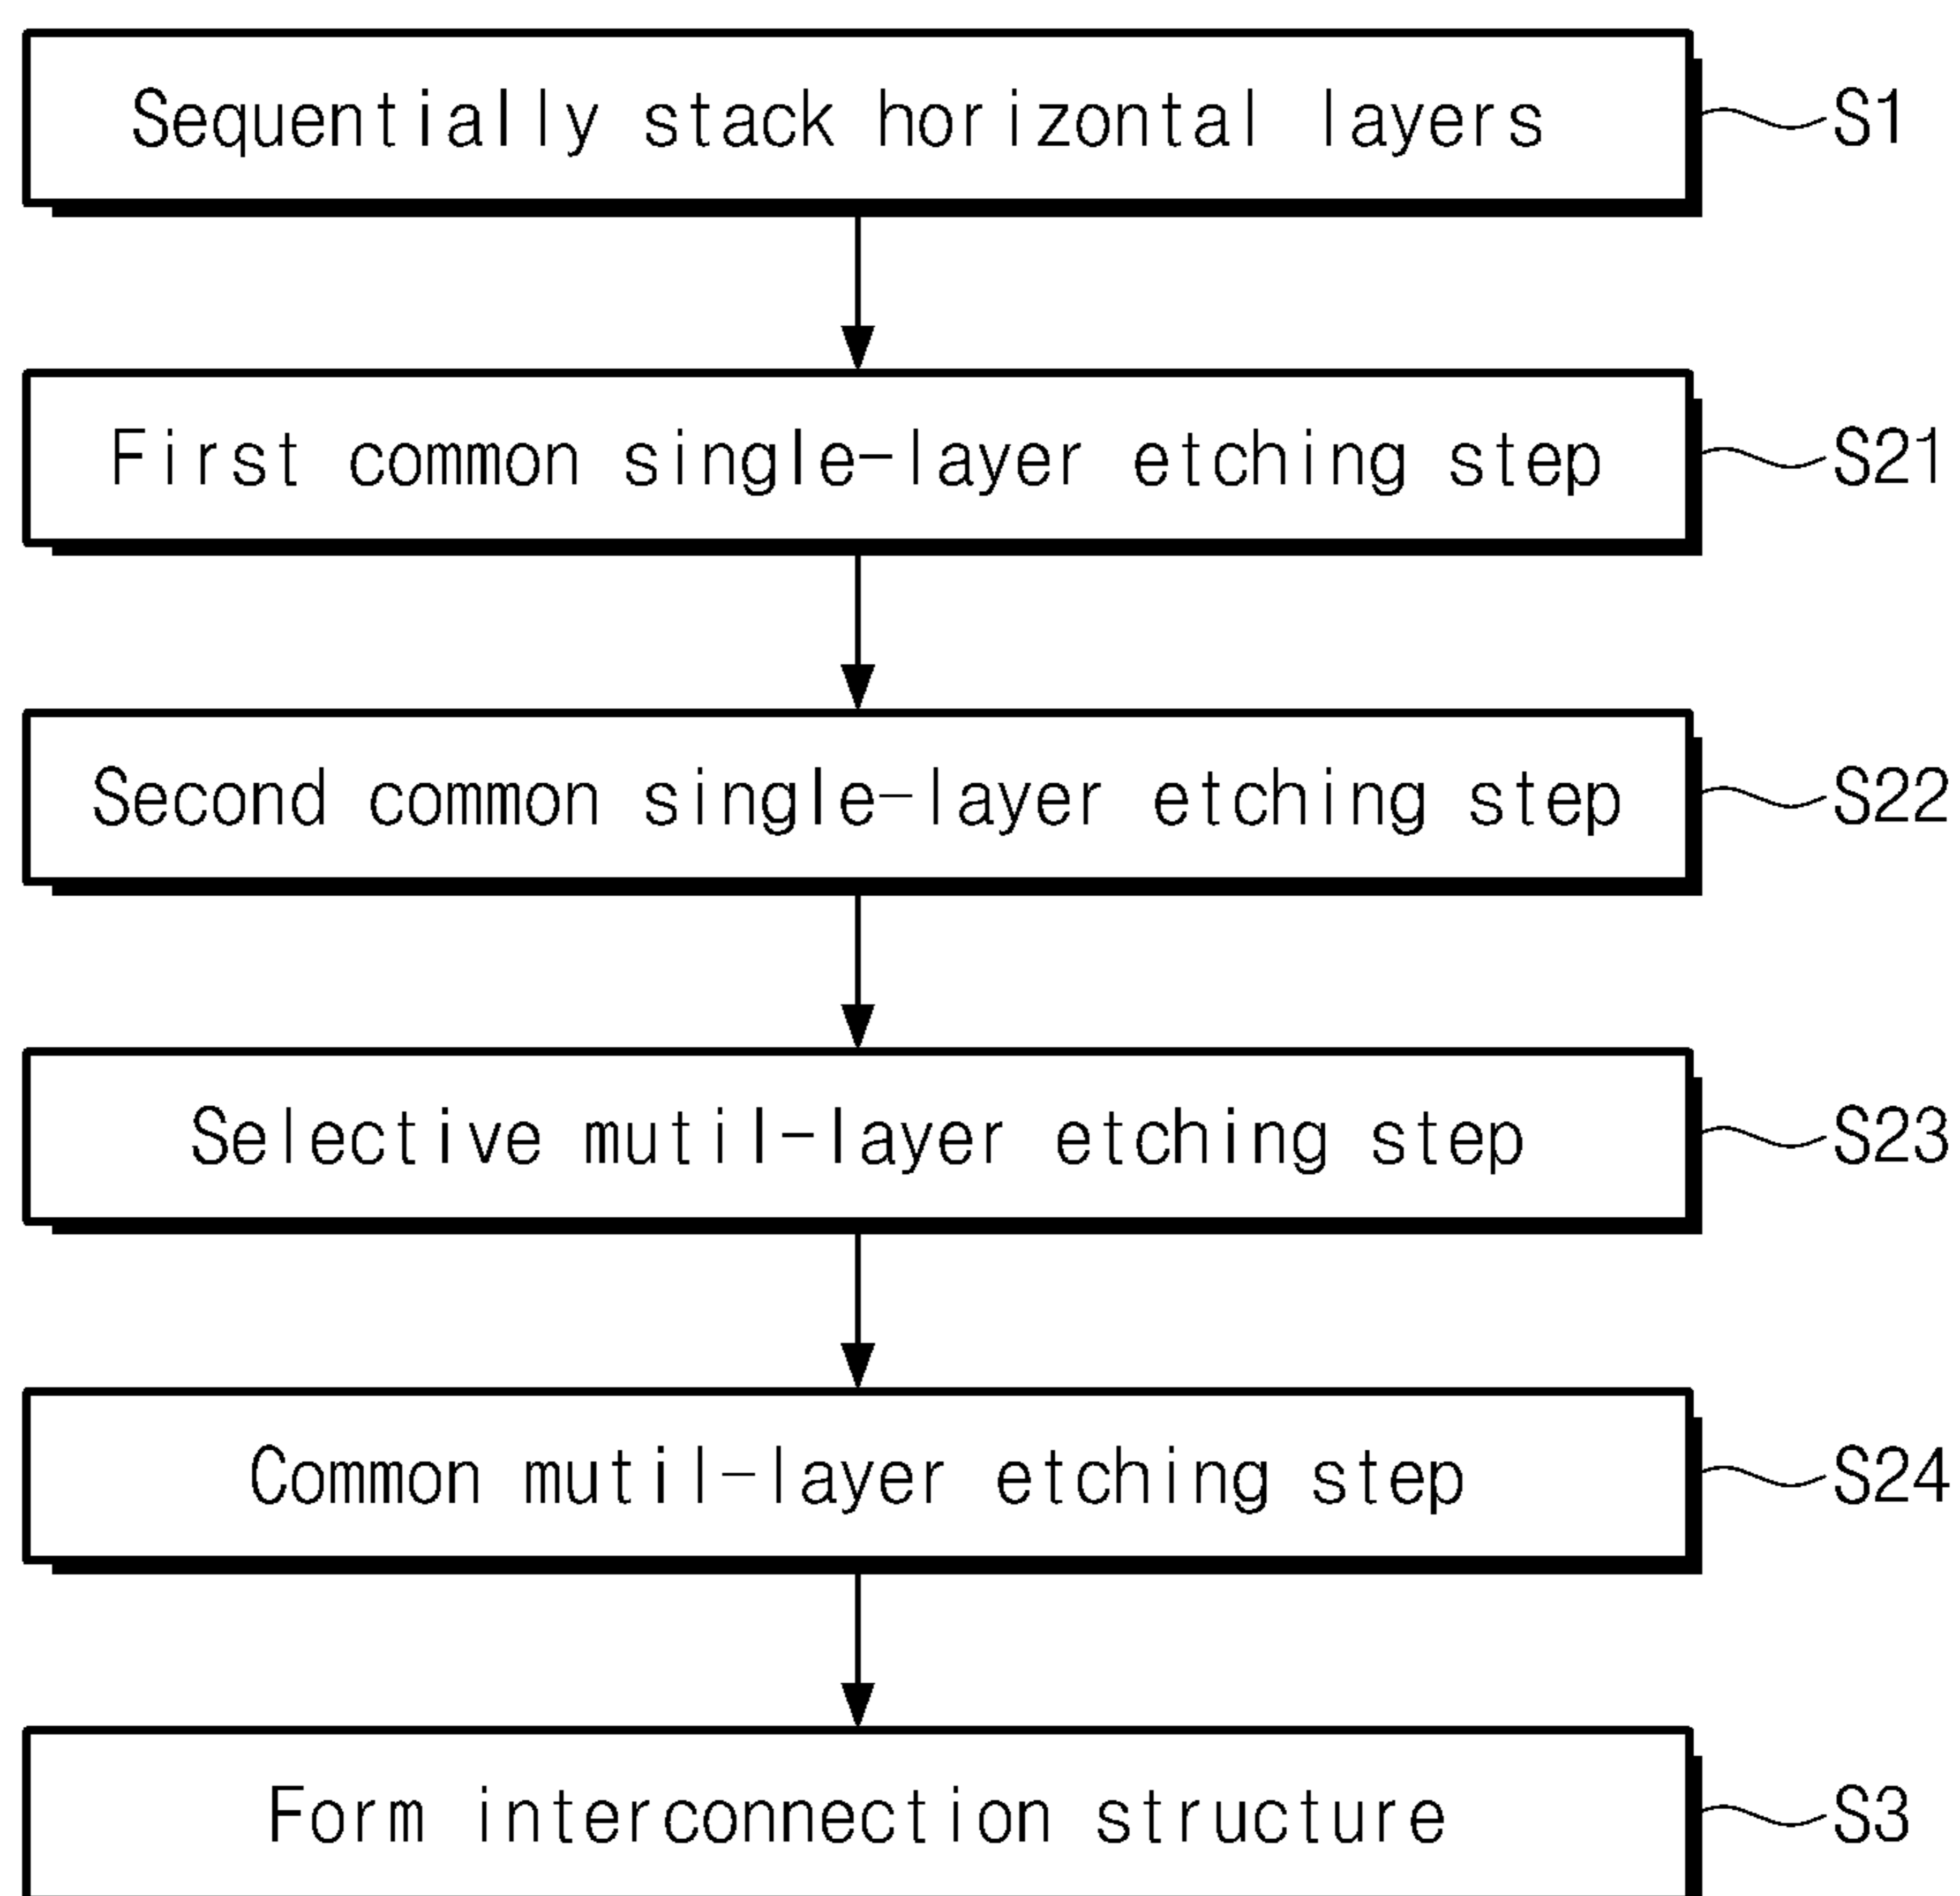 Sequentially stack horizontal layers S1
First common single-layer etching step S21
Second common single-layer etching step S22
Selective mutil-layer etching step S23
Common mutil-layer etching step S24
Form interconnection structure S3